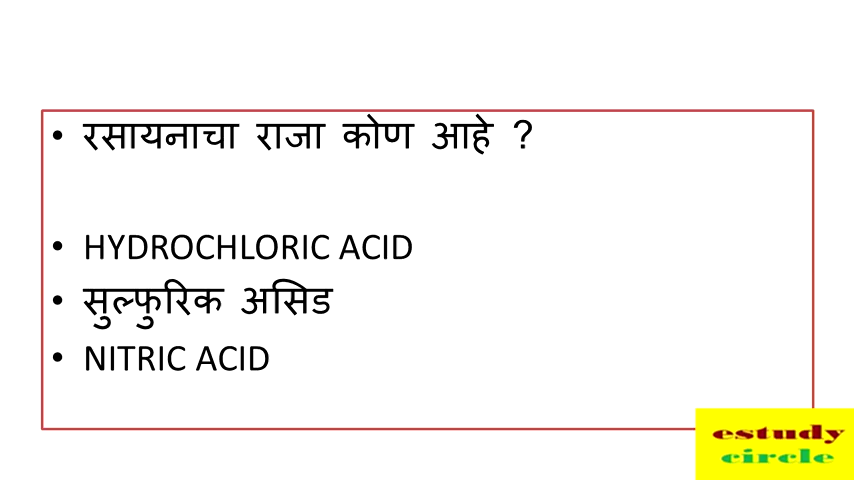 • रसायनाचा राजा कोण आहे ?
• HYDROCHLORIC ACID
• सुल्फुरिक असिड
• NITRIC ACID
estudy
circle